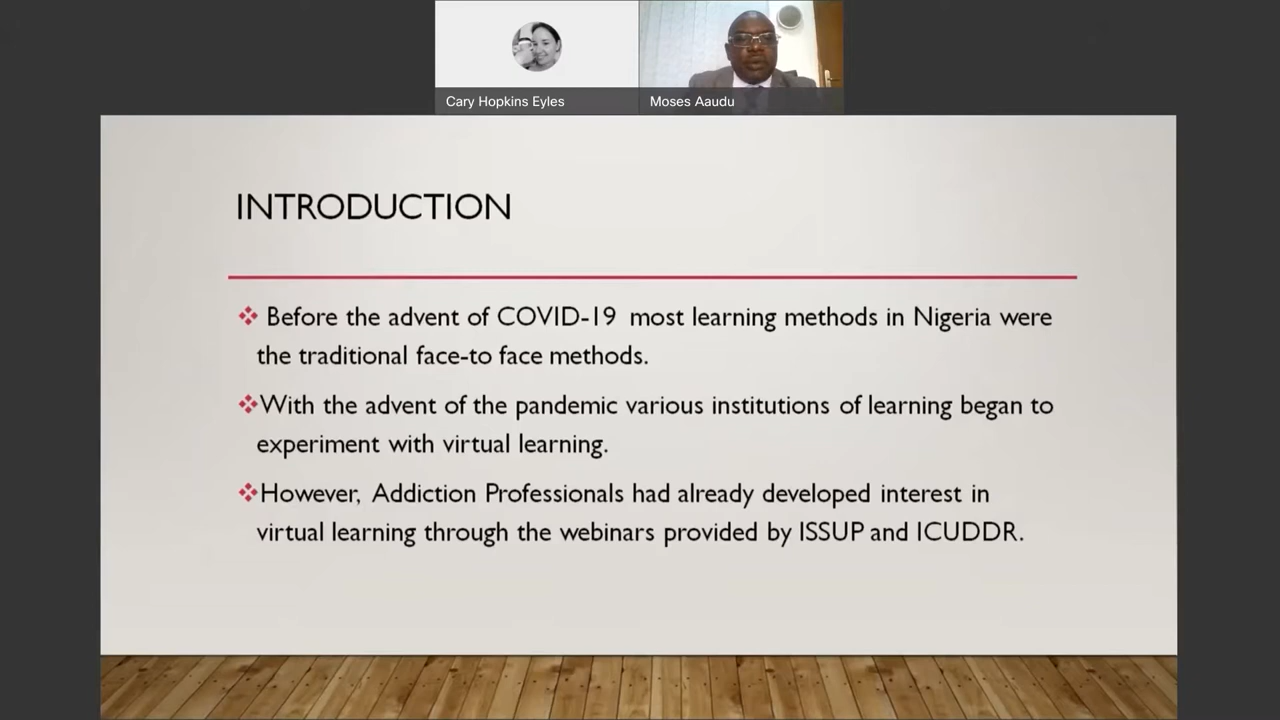 Cary Hopkins Eyles
Moses Aaudu
INTRODUCTION
❖ Before the advent of COVID-19 most learning methods in Nigeria were
the traditional face-to face methods.
❖With the advent of the pandemic various institutions of learning began to
experiment with virtual learning.
❖However, Addiction Professionals had already developed interest in
virtual learning through the webinars provided by ISSUP and ICUDDR.